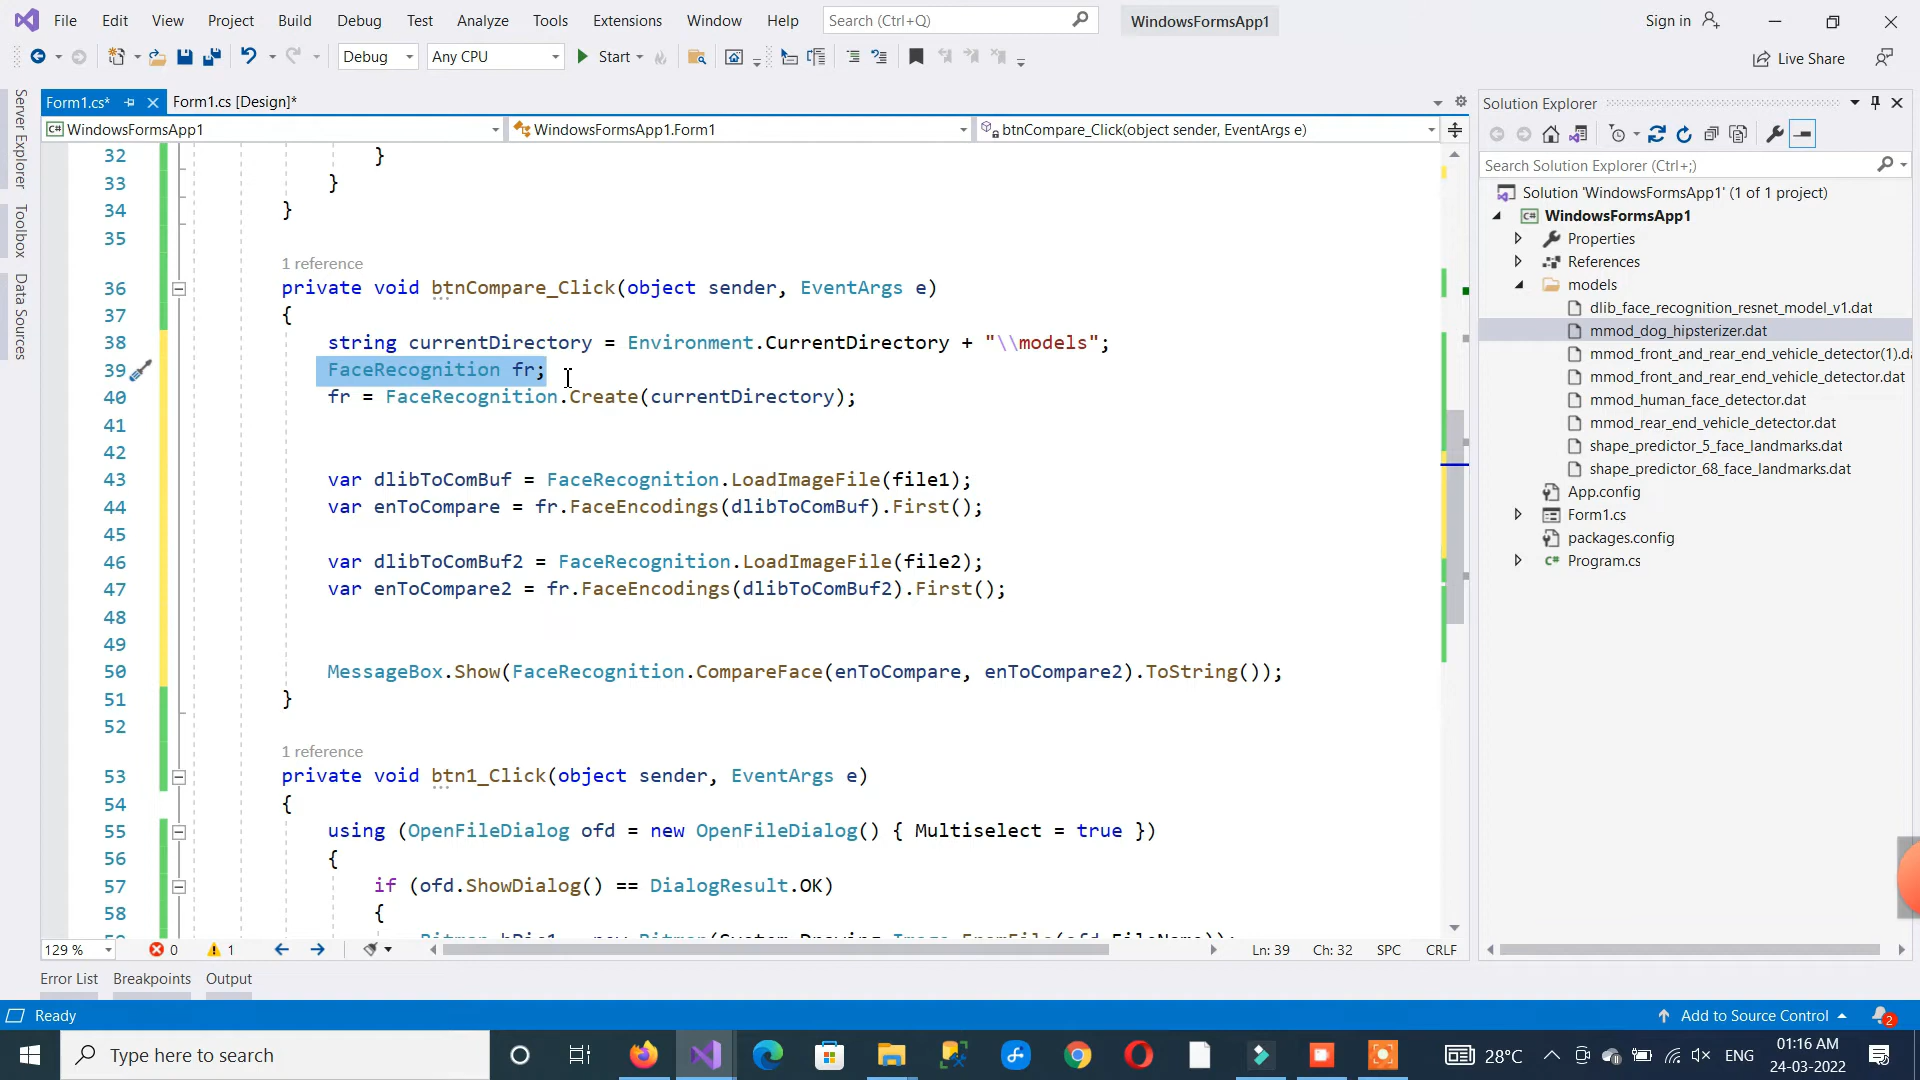 File Edit View Project Build Debug Test Analyze Tools Extensions Window Help Search (Ctrl+Q) WindowsFormsApp1 Sign in
Debug Any CPU Start Live Share
Server Explorer
Toolbox
Data Sources
Form1.cs* Form1.cs [Design]*
WindowsFormsApp1 WindowsFormsApp1.Form1 btnCompare_Click(object sender, EventArgs e)
32 }
33 }
34 }
35
1 reference
36 private void btnCompare_Click(object sender, EventArgs e)
37 {
38 string currentDirectory = Environment.CurrentDirectory + "\\models";
39 FaceRecognition fr;
40 fr = FaceRecognition.Create(currentDirectory);
41
42
43 var dlibToComBuf = FaceRecognition.LoadImageFile(file1);
44 var enToCompare = fr.FaceEncodings(dlibToComBuf).First();
45
46 var dlibToComBuf2 = FaceRecognition.LoadImageFile(file2);
47 var enToCompare2 = fr.FaceEncodings(dlibToComBuf2).First();
48
49
50 MessageBox.Show(FaceRecognition.CompareFace(enToCompare, enToCompare2).ToString());
51 }
52
1 reference
53 private void btn1_Click(object sender, EventArgs e)
54 {
55 using (OpenFileDialog ofd = new OpenFileDialog() { Multiselect = true })
56 {
57 if (ofd.ShowDialog() == DialogResult.OK)
58 {
129 % 0 1 Ln: 39 Ch: 32 SPC CRLF
Solution Explorer
Search Solution Explorer (Ctrl+;)
Solution 'WindowsFormsApp1' (1 of 1 project)
WindowsFormsApp1
Properties
References
models
dlib_face_recognition_resnet_model_v1.dat
mmod_dog_hipsterizer.dat
mmod_front_and_rear_end_vehicle_detector(1).da
mmod_front_and_rear_end_vehicle_detector.dat
mmod_human_face_detector.dat
mmod_rear_end_vehicle_detector.dat
shape_predictor_5_face_landmarks.dat
shape_predictor_68_face_landmarks.dat
App.config
Form1.cs
packages.config
Program.cs
Error List Breakpoints Output
Ready Add to Source Control 2
Type here to search 28°C ENG 01:16 AM
24-03-2022